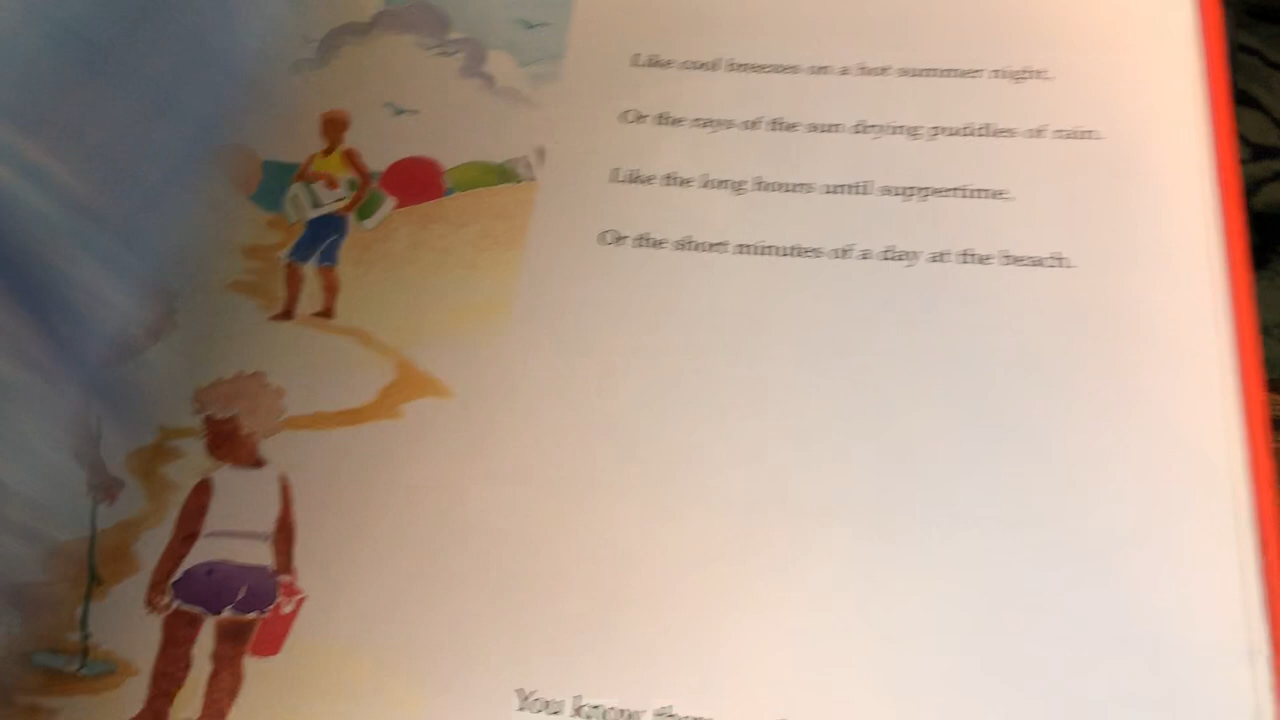 Like cool breezes on a hot summer night.
Or the rays of the sun drying puddles of rain.
Like the long hours until suppertime.
Or the short minutes of a day at the beach.
You know